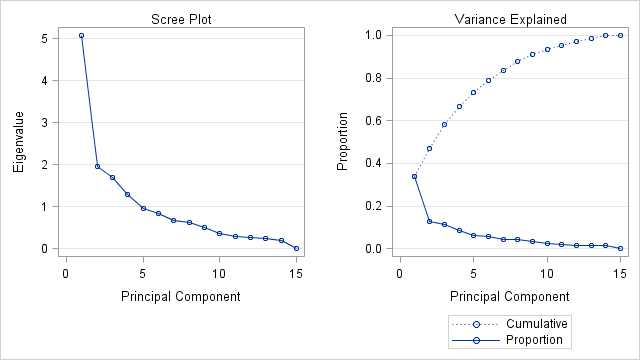 Scree Plot
Eigenvalue
5
4
3
2
1
0
0 5 10 15
Principal Component
Variance Explained
Proportion
1.0
0.8
0.6
0.4
0.2
0.0
0 5 10 15
Principal Component
Cumulative
Proportion